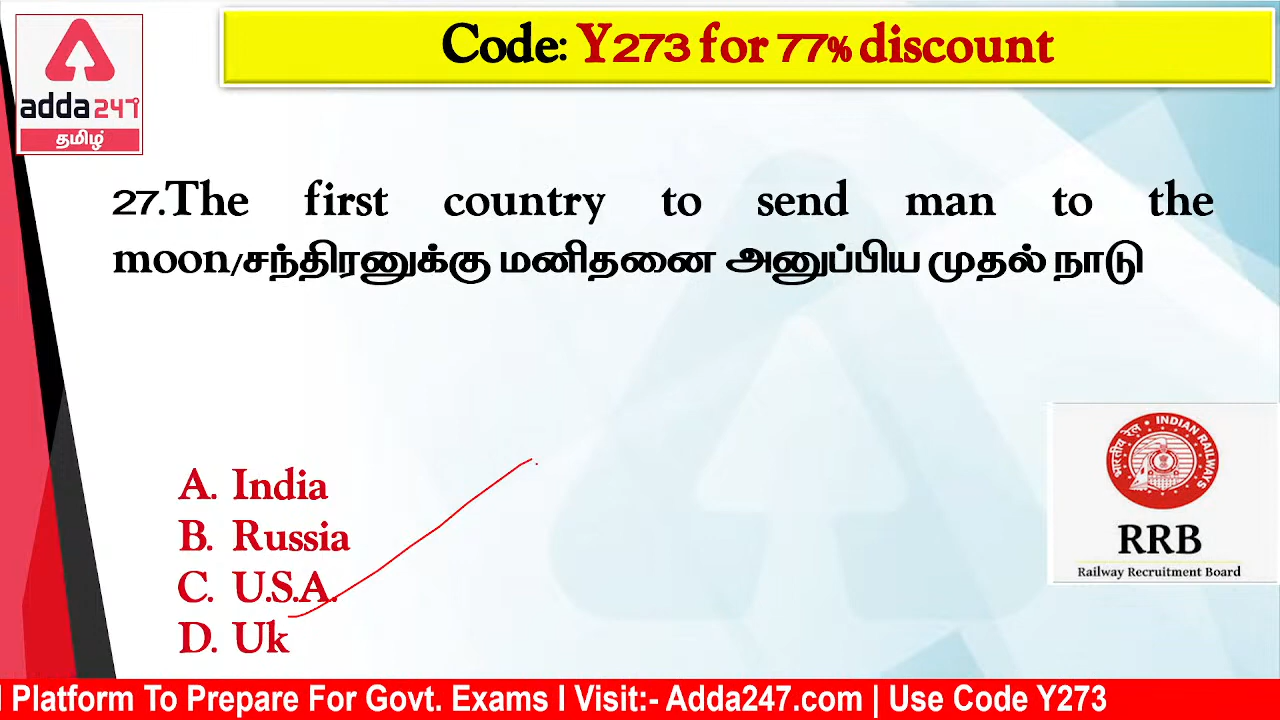 Code: Y273 for 77% discount
adda247
தமிழ்
27.The first country to send man to the
moon/சந்திரனுக்கு மனிதனை அனுப்பிய முதல் நாடு
A. India
B. Russia
C. U.S.A.
D. Uk
भारतीय रेल INDIAN RAILWAYS
RRB
Railway Recruitment Board
Platform To Prepare For Govt. Exams I Visit:- Adda247.com | Use Code Y273